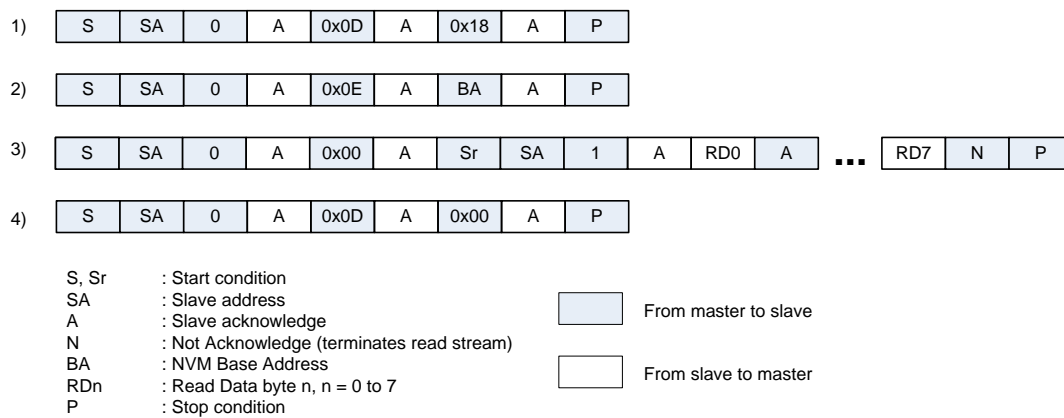 1) S SA 0 A 0x0D A 0x18 A P
2) S SA 0 A 0x0E A BA A P
3) S SA 0 A 0x00 A Sr SA 1 A RD0 A ... RD7 N P
4) S SA 0 A 0x0D A 0x00 A P
S, Sr : Start condition
SA : Slave address
A : Slave acknowledge
N : Not Acknowledge (terminates read stream)
BA : NVM Base Address
RDn : Read Data byte n, n = 0 to 7
P : Stop condition
From master to slave
From slave to master